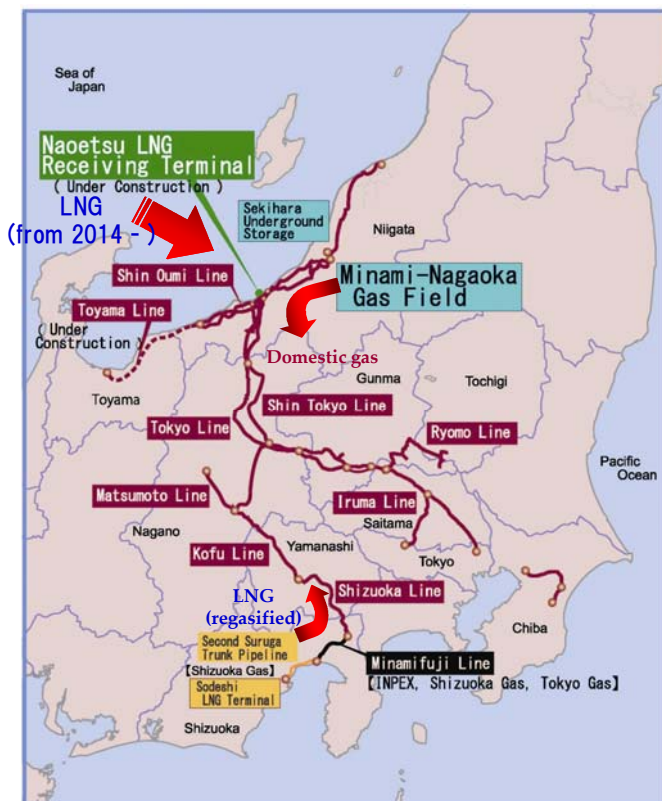 Sea of
Japan
Naoetsu LNG
Receiving Terminal
( Under Construction )
LNG
(from 2014 - )
Sekihara
Underground
Storage
Niigata
Shin Oumi Line
Minami-Nagaoka
Gas Field
Toyama Line
( Under
Construction )
Domestic gas
Toyama
Gunma
Tochigi
Shin Tokyo Line
Tokyo Line
Ryomo Line
Pacific
Ocean
Matsumoto Line
Iruma Line
Nagano
Saitama
Kofu Line
Yamanashi
Tokyo
LNG
(regasified)
Shizuoka Line
Chiba
Second Suruga
Trunk Pipeline
Minamifuji Line
【Shizuoka Gas】
【INPEX, Shizuoka Gas, Tokyo Gas】
Sodeshi
LNG Terminal
Shizuoka